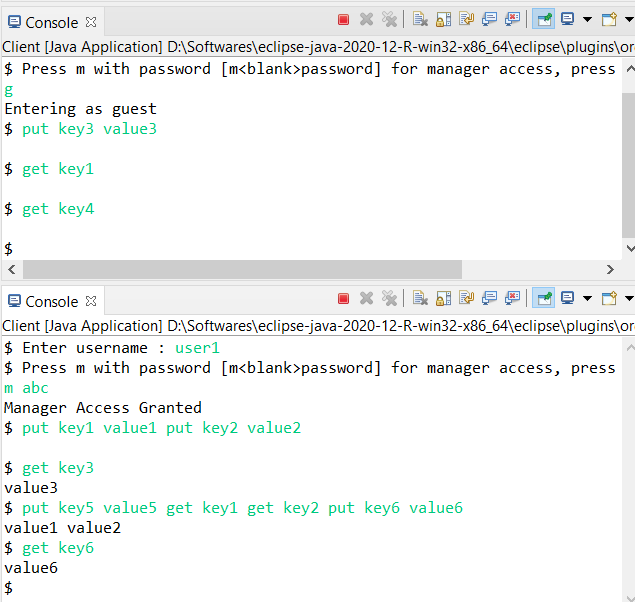 Console
Client [Java Application] D:\Softwares\eclipse-java-2020-12-R-win32-x86_64\eclipse\plugins\or
$ Press m with password [m<blank>password] for manager access, press
g
Entering as guest
$ put key3 value3
$ get key1
$ get key4
$
Console
Client [Java Application] D:\Softwares\eclipse-java-2020-12-R-win32-x86_64\eclipse\plugins\or
$ Enter username : user1
$ Press m with password [m<blank>password] for manager access, press
m abc
Manager Access Granted
$ put key1 value1 put key2 value2
$ get key3
value3
$ put key5 value5 get key1 get key2 put key6 value6
value1 value2
$ get key6
value6
$